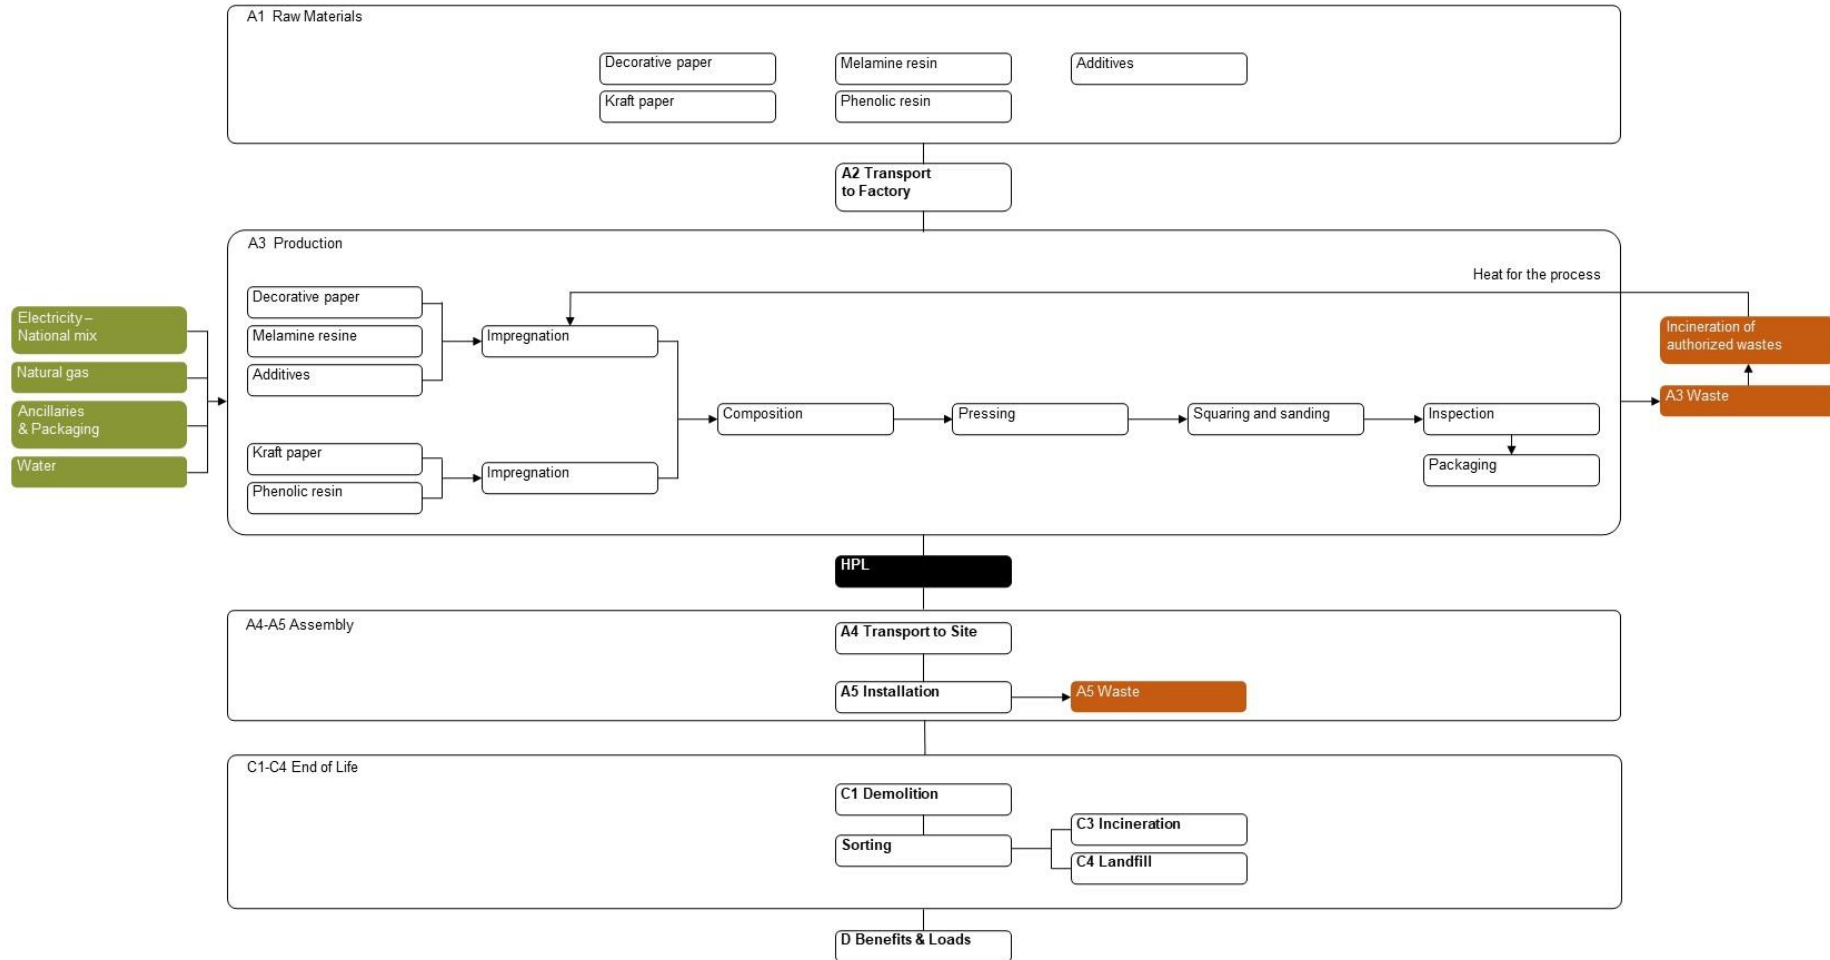 A1 Raw Materials
Decorative paper
Melamine resin
Additives
Kraft paper
Phenolic resin
A2 Transport
to Factory
A3 Production
Heat for the process
Decorative paper
Melamine resine
Additives
Impregnation
Electricity –
National mix
Natural gas
Ancillaries
& Packaging
Water
Kraft paper
Phenolic resin
Impregnation
Composition
Pressing
Squaring and sanding
Inspection
Packaging
Incineration of
authorized wastes
A3 Waste
HPL
A4-A5 Assembly
A4 Transport to Site
A5 Installation
A5 Waste
C1-C4 End of Life
C1 Demolition
Sorting
C3 Incineration
C4 Landfill
D Benefits & Loads